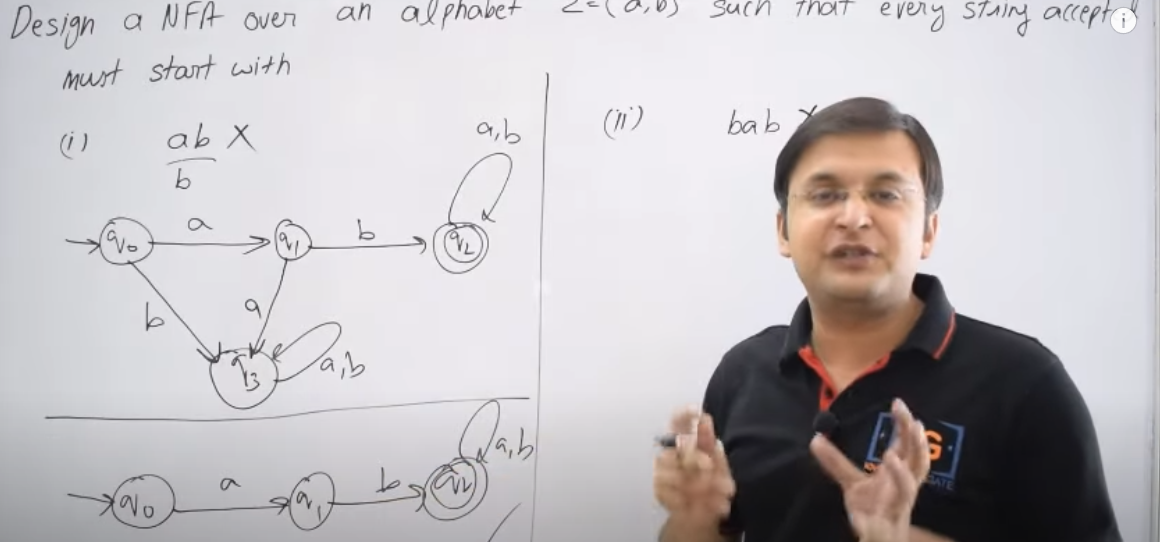 Design a NFA over an alphabet Σ={a,b} such that every string accepted
must start with
(i) ab X
b
a,b
q0 a q1 b q2
b a
q3 a,b
a,b
q0 a q1 b q2
(ii) bab X
G
GATE
i